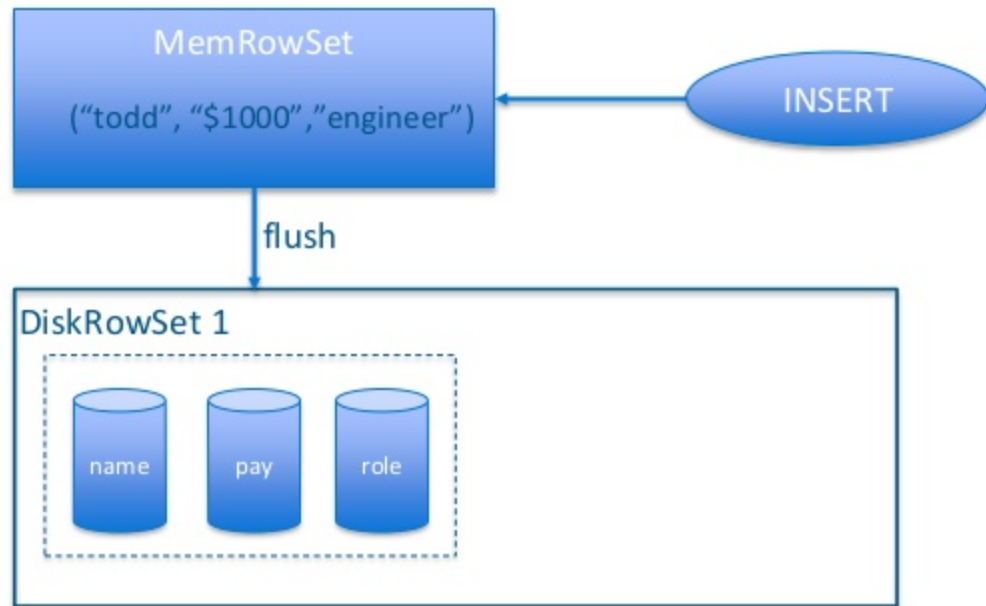 MemRowSet
(“todd”, “$1000”,”engineer”)
INSERT
flush
DiskRowSet 1
name
pay
role